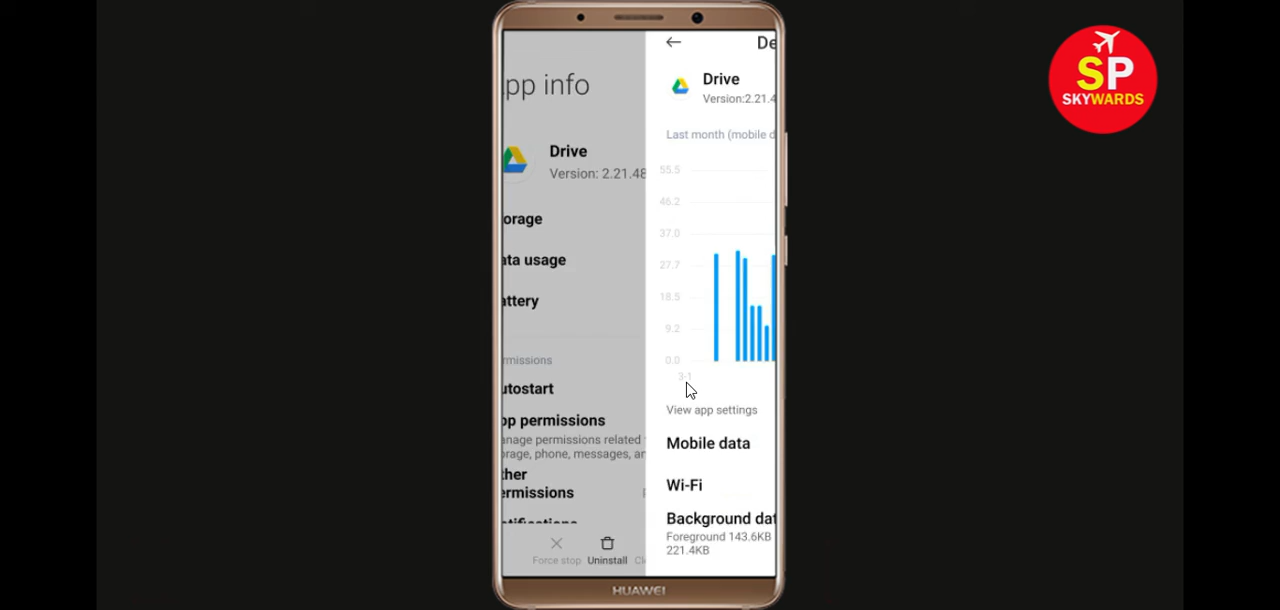 SP
SKYWARDS
pp info
Drive
Version: 2.21.48
orage
ata usage
attery
rmissions
utostart
pp permissions
anage permissions related
orage, phone, messages, an
ther
ermissions
Force stop
Uninstall
Cle
De
Drive
Version:2.21.4
Last month (mobile d
55.5
46.2
37.0
27.7
18.5
9.2
0.0
3-1
View app settings
Mobile data
Wi-Fi
Background dat
Foreground 143.6KB
221.4KB
HUAWEI